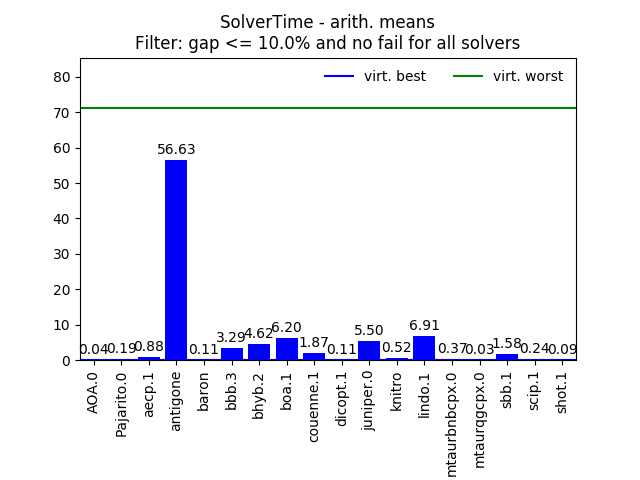 SolverTime - arith. means
Filter: gap <= 10.0% and no fail for all solvers
virt. best
virt. worst
80
70
60
50
40
30
20
10
0
0.04
0.19
0.88
56.63
0.11
3.29
4.62
6.20
1.87
0.11
5.50
0.52
6.91
0.37
0.03
1.58
0.24
0.09
AOA.0
Pajarito.0
aecp.1
antigone
baron
bbb.3
bhyb.2
boa.1
couenne.1
dicopt.1
juniper.0
knitro
lindo.1
mtaurbnbcpx.0
mtaurqgcpx.0
sbb.1
scip.1
shot.1